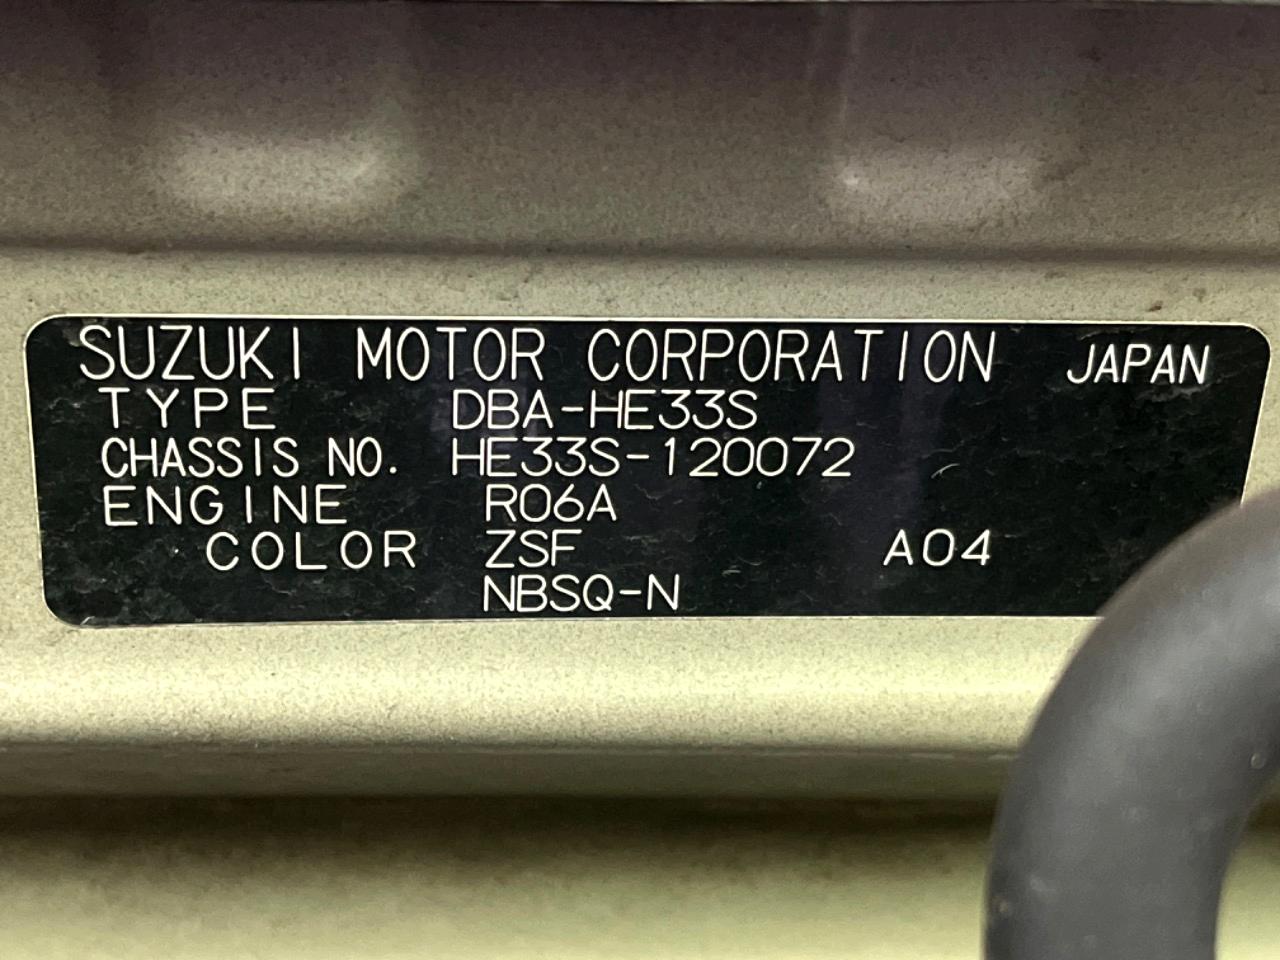 SUZUKI MOTOR CORPORATION JAPAN
TYPE DBA-HE33S
CHASSIS NO. HE33S-120072
ENGINE R06A
COLOR ZSF A04
NBSQ-N